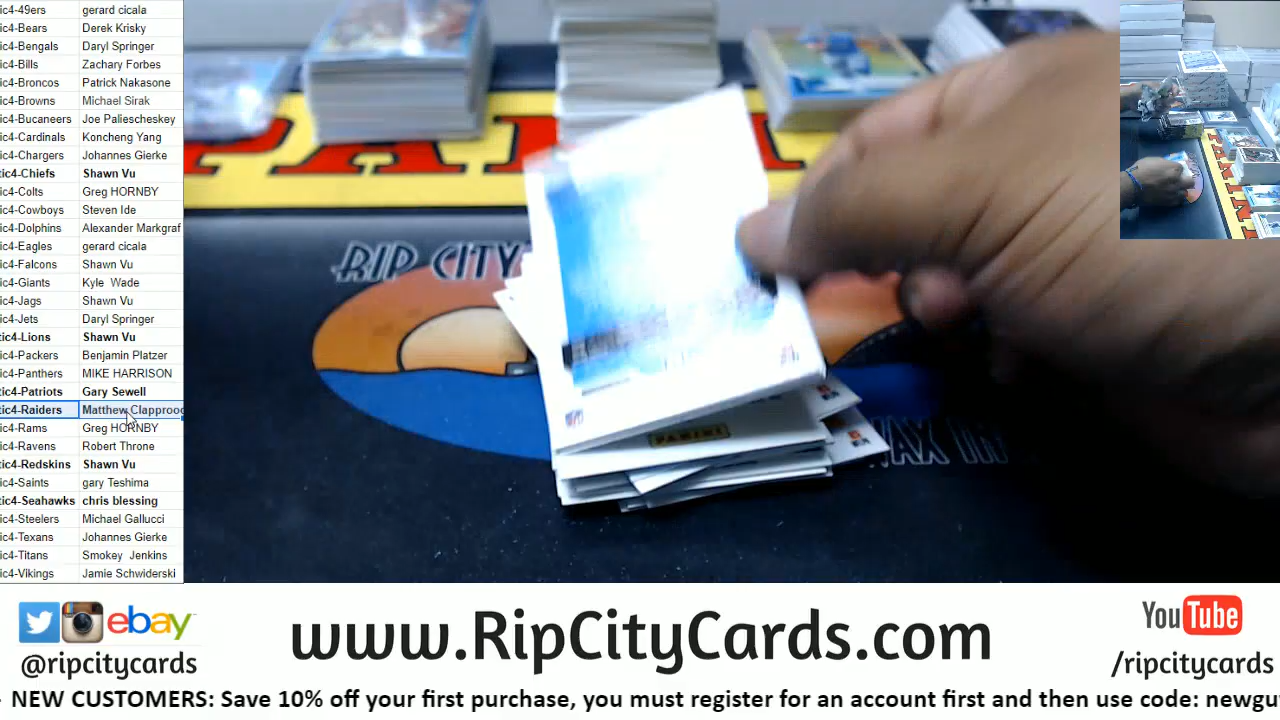 ic4-49ers gerard cicala
ic4-Bears Derek Krisky
ic4-Bengals Daryl Springer
ic4-Bills Zachary Forbes
ic4-Broncos Patrick Nakasone
ic4-Browns Michael Sirak
ic4-Bucaneers Joe Paliescheskey
ic4-Cardinals Koncheng Yang
ic4-Chargers Johannes Gierke
tic4-Chiefs Shawn Vu
ic4-Colts Greg HORNBY
ic4-Cowboys Steven Ide
ic4-Dolphins Alexander Markgraf
ic4-Eagles gerard cicala
ic4-Falcons Shawn Vu
ic4-Giants Kyle Wade
ic4-Jags Shawn Vu
ic4-Jets Daryl Springer
tic4-Lions Shawn Vu
ic4-Packers Benjamin Platzer
ic4-Panthers MIKE HARRISON
tic4-Patriots Gary Sewell
tic4-Raiders Matthew Clapproo
ic4-Rams Greg HORNBY
ic4-Ravens Robert Throne
tic4-Redskins Shawn Vu
ic4-Saints gary Teshima
tic4-Seahawks chris blessing
ic4-Steelers Michael Gallucci
ic4-Texans Johannes Gierke
ic4-Titans Smokey Jenkins
ic4-Vikings Jamie Schwiderski
RIP CITY
PANINI
WAX IN
ebay
@ripcitycards
www.RipCityCards.com
YouTube
/ripcitycards
NEW CUSTOMERS: Save 10% off your first purchase, you must register for an account first and then use code: newgu